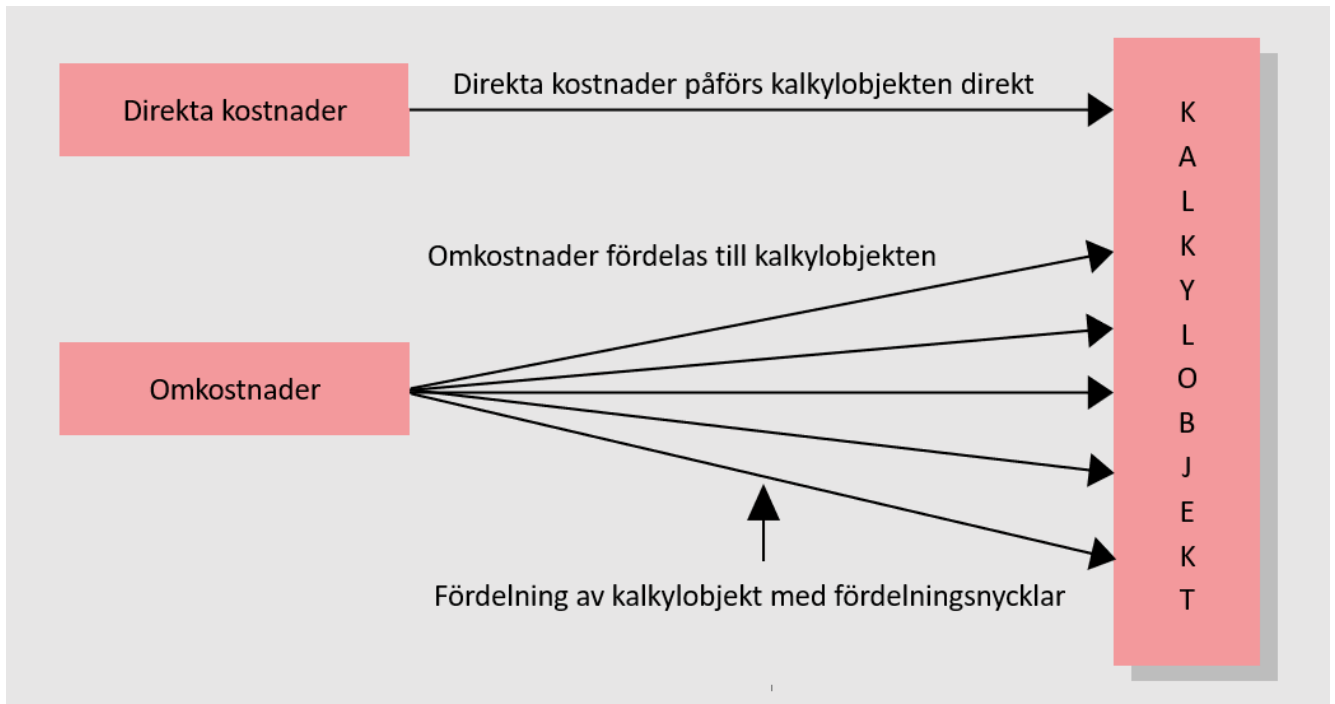 Direkta kostnader
Direkta kostnader påförs kalkylobjekten direkt
Omkostnader fördelas till kalkylobjekten
Omkostnader
Fördelning av kalkylobjekt med fördelningsnycklar
K
A
L
K
Y
L
O
B
J
E
K
T